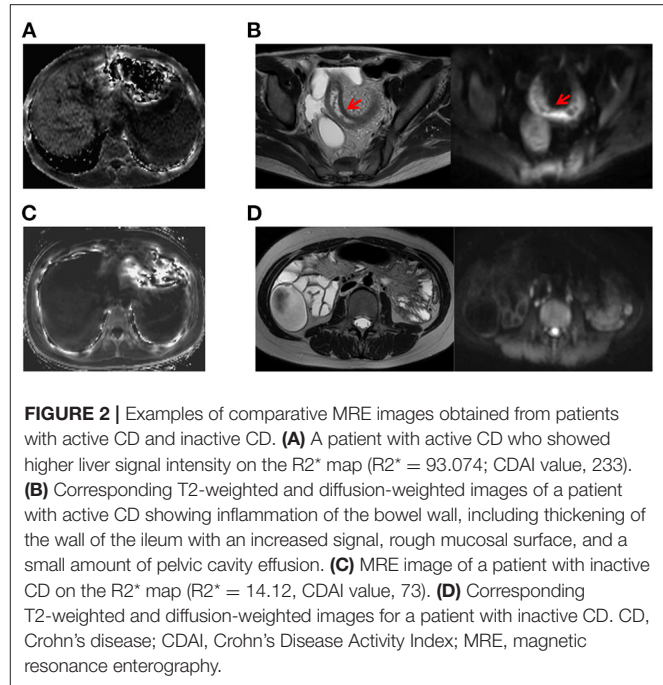 A
B
C
D
FIGURE 2 | Examples of comparative MRE images obtained from patients
with active CD and inactive CD. (A) A patient with active CD who showed
higher liver signal intensity on the R2* map (R2* = 93.074; CDAI value, 233).
(B) Corresponding T2-weighted and diffusion-weighted images of a patient
with active CD showing inflammation of the bowel wall, including thickening of
the wall of the ileum with an increased signal, rough mucosal surface, and a
small amount of pelvic cavity effusion. (C) MRE image of a patient with inactive
CD on the R2* map (R2* = 14.12, CDAI value, 73). (D) Corresponding
T2-weighted and diffusion-weighted images for a patient with inactive CD. CD,
Crohn's disease; CDAI, Crohn's Disease Activity Index; MRE, magnetic
resonance enterography.